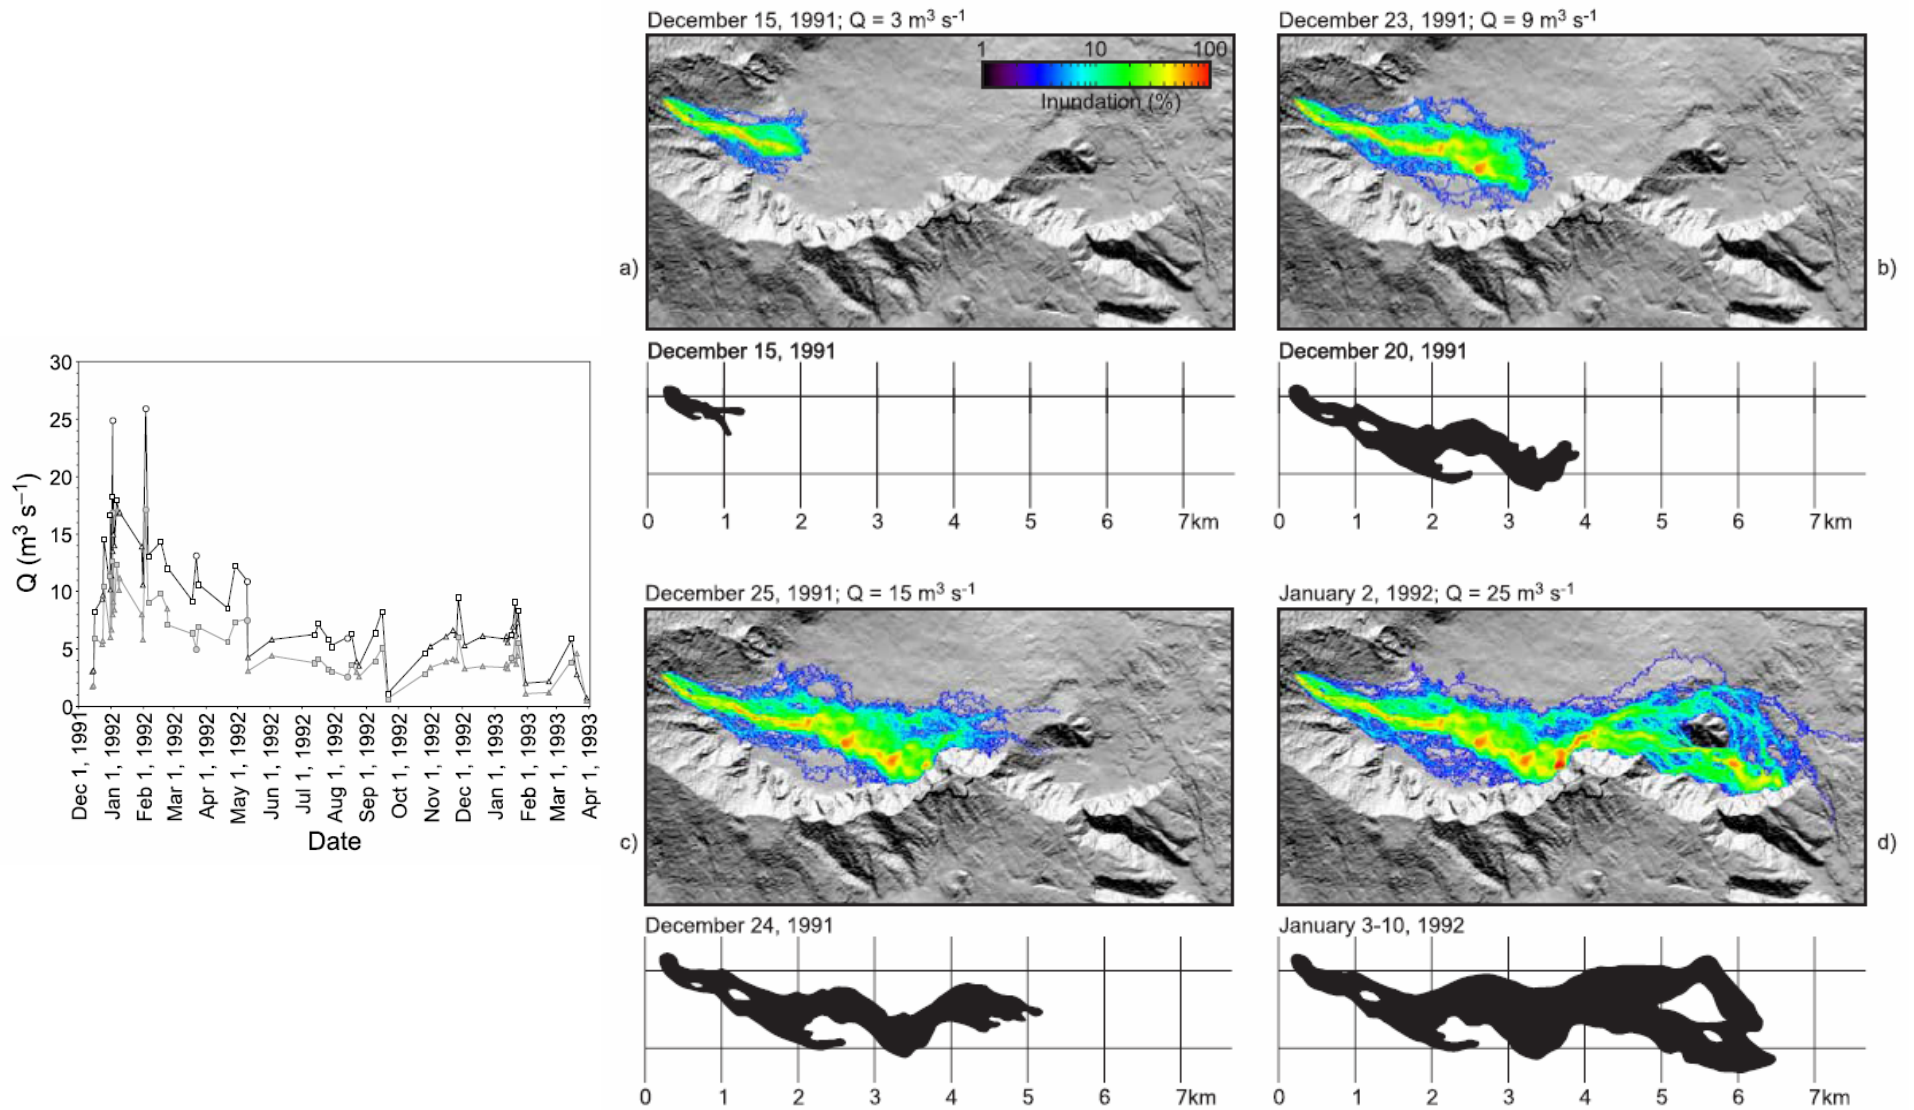 30
25
20
15
10
5
0
Q (m³ s⁻¹)
Dec 1, 1991
Jan 1, 1992
Feb 1, 1992
Mar 1, 1992
Apr 1, 1992
May 1, 1992
Jun 1, 1992
Jul 1, 1992
Aug 1, 1992
Sep 1, 1992
Oct 1, 1992
Nov 1, 1992
Dec 1, 1992
Jan 1, 1993
Feb 1, 1993
Mar 1, 1993
Apr 1, 1993
Date
December 15, 1991; Q = 3 m³ s⁻¹
1 10 100
Inundation (%)
a)
December 15, 1991
0 1 2 3 4 5 6 7km
December 23, 1991; Q = 9 m³ s⁻¹
b)
December 20, 1991
0 1 2 3 4 5 6 7km
December 25, 1991; Q = 15 m³ s⁻¹
c)
December 24, 1991
0 1 2 3 4 5 6 7km
January 2, 1992; Q = 25 m³ s⁻¹
d)
January 3-10, 1992
0 1 2 3 4 5 6 7km